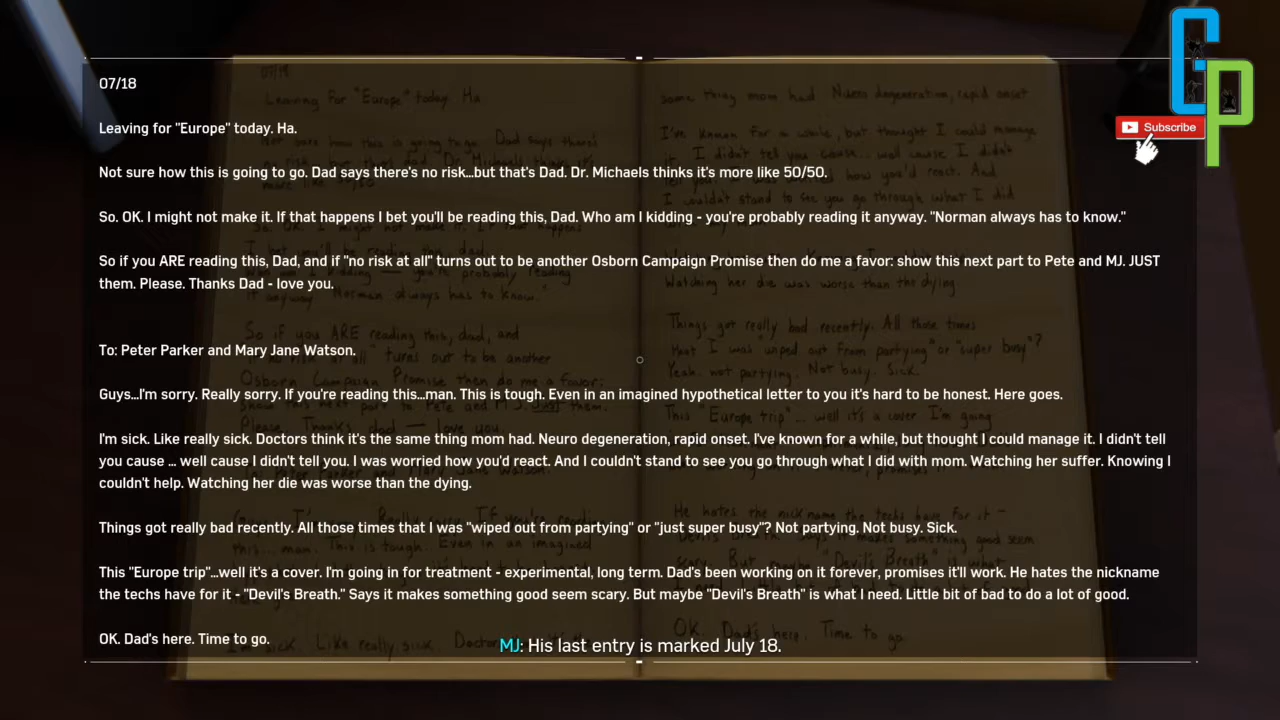 07/18
Leaving for "Europe" today. Ha.
Not sure how this is going to go. Dad says there's no risk...but that's Dad. Dr. Michaels thinks it's more like 50/50.
So. OK. I might not make it. If that happens I bet you'll be reading this, Dad. Who am I kidding - you're probably reading it anyway. "Norman always has to know."
So if you ARE reading this, Dad, and if "no risk at all" turns out to be another Osborn Campaign Promise then do me a favor: show this next part to Pete and MJ. JUST
them. Please. Thanks Dad - love you.
To: Peter Parker and Mary Jane Watson.
Guys...I'm sorry. Really sorry. If you're reading this...man. This is tough. Even in an imagined hypothetical letter to you it's hard to be honest. Here goes.
I'm sick. Like really sick. Doctors think it's the same thing mom had. Neuro degeneration, rapid onset. I've known for a while, but thought I could manage it. I didn't tell
you cause ... well cause I didn't tell you. I was worried how you'd react. And I couldn't stand to see you go through what I did with mom. Watching her suffer. Knowing I
couldn't help. Watching her die was worse than the dying.
Things got really bad recently. All those times that I was "wiped out from partying" or "just super busy"? Not partying. Not busy. Sick.
This "Europe trip"...well it's a cover. I'm going in for treatment - experimental, long term. Dad's been working on it forever, promises it'll work. He hates the nickname
the techs have for it - "Devil's Breath." Says it makes something good seem scary. But maybe "Devil's Breath" is what I need. Little bit of bad to do a lot of good.
OK. Dad's here. Time to go.
MJ: His last entry is marked July 18.
GP
Subscribe